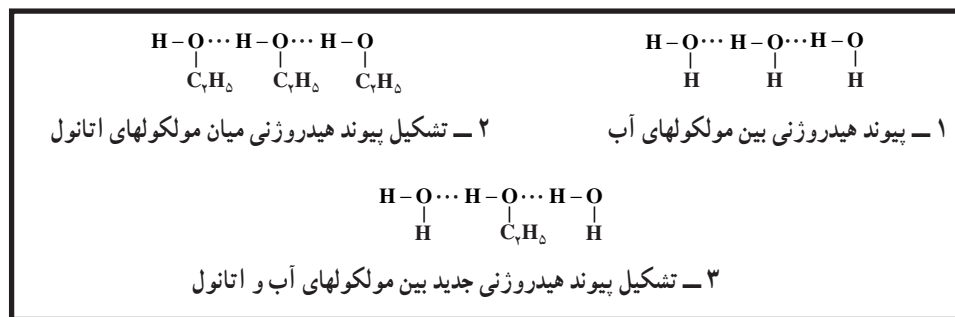 H – O ··· H – O ··· H – O
| | |
H H H
۱ ــ پیوند هیدروژنی بین مولکولهای آب
H – O ··· H – O ··· H – O
| | |
C₂H₅ C₂H₅ C₂H₅
۲ ــ تشکیل پیوند هیدروژنی میان مولکولهای اتانول
H – O ··· H – O ··· H – O
| | |
H C₂H₅ H
۳ ــ تشکیل پیوند هیدروژنی جدید بین مولکولهای آب و اتانول